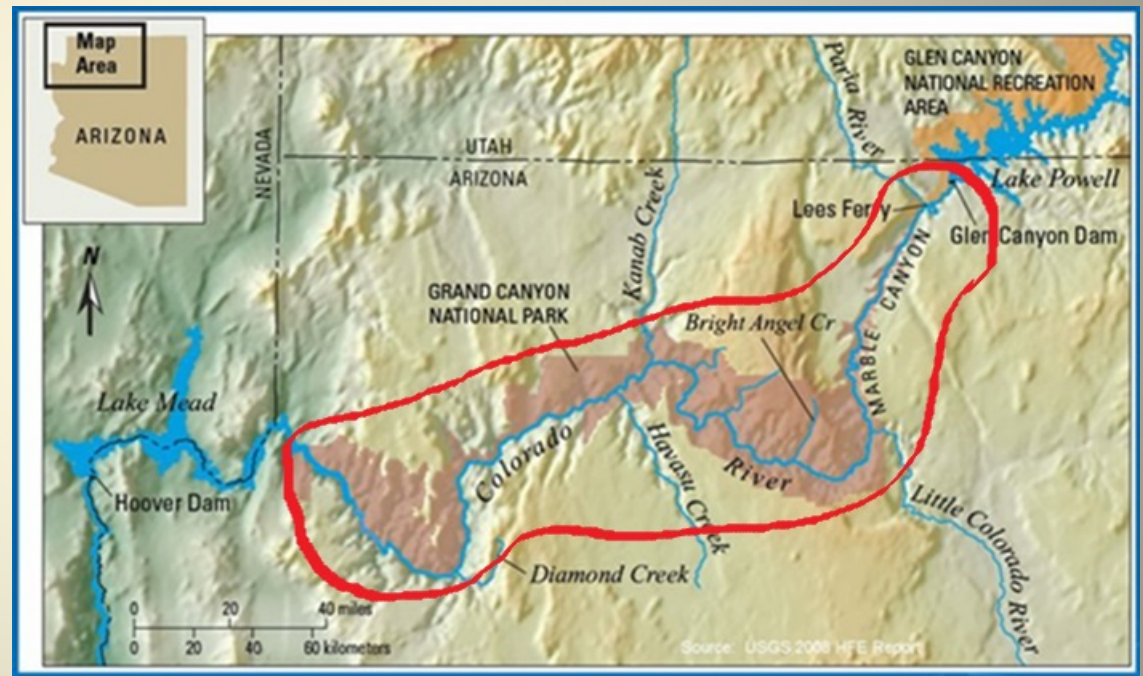 Map
Area
ARIZONA
NEVADA
UTAH
ARIZONA
Kanab Creek
Paria River
GLEN CANYON
NATIONAL RECREATION
AREA
Lake Powell
Lees Ferry
Glen Canyon Dam
N
GRAND CANYON
NATIONAL PARK
Bright Angel Cr
MARBLE CANYON
Lake Mead
Hoover Dam
Colorado River
Havasu Creek
Little Colorado River
Diamond Creek
0 20 40 miles
0 20 40 60 kilometers
Source: USGS 2008 HFE Report